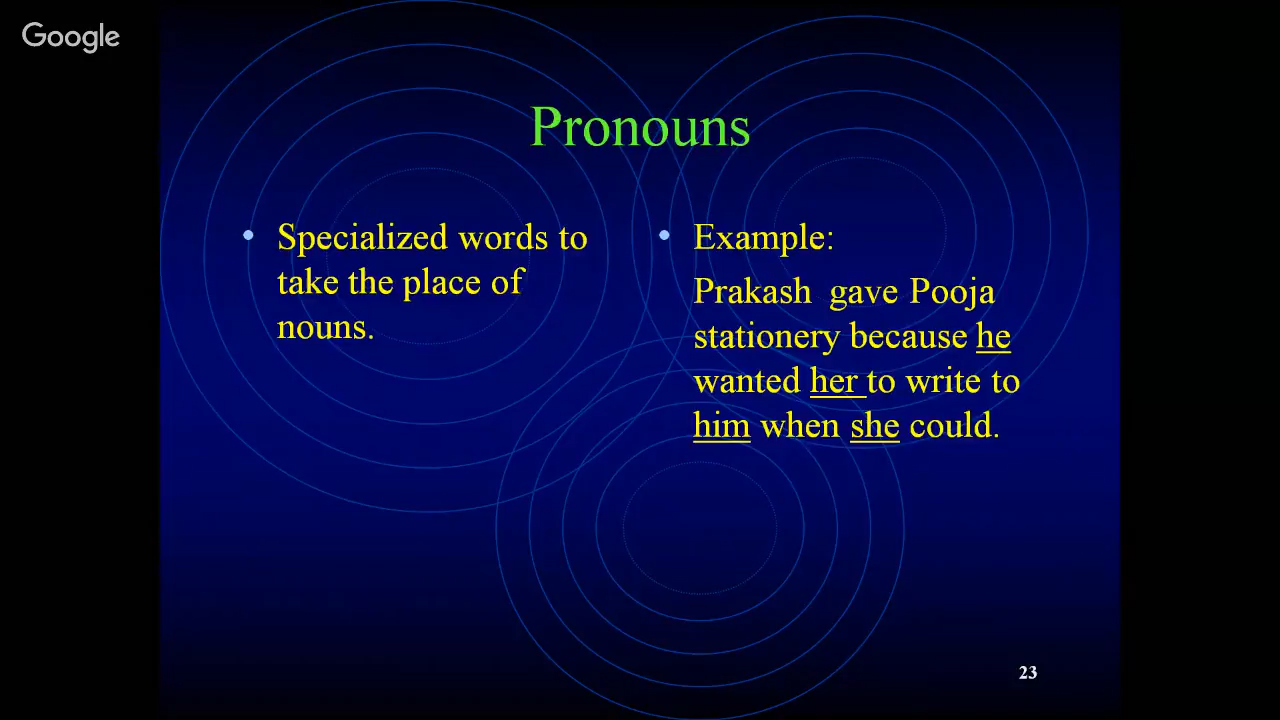 Google
Pronouns
• Specialized words to
take the place of
nouns.
• Example:
Prakash gave Pooja
stationery because he
wanted her to write to
him when she could.
23